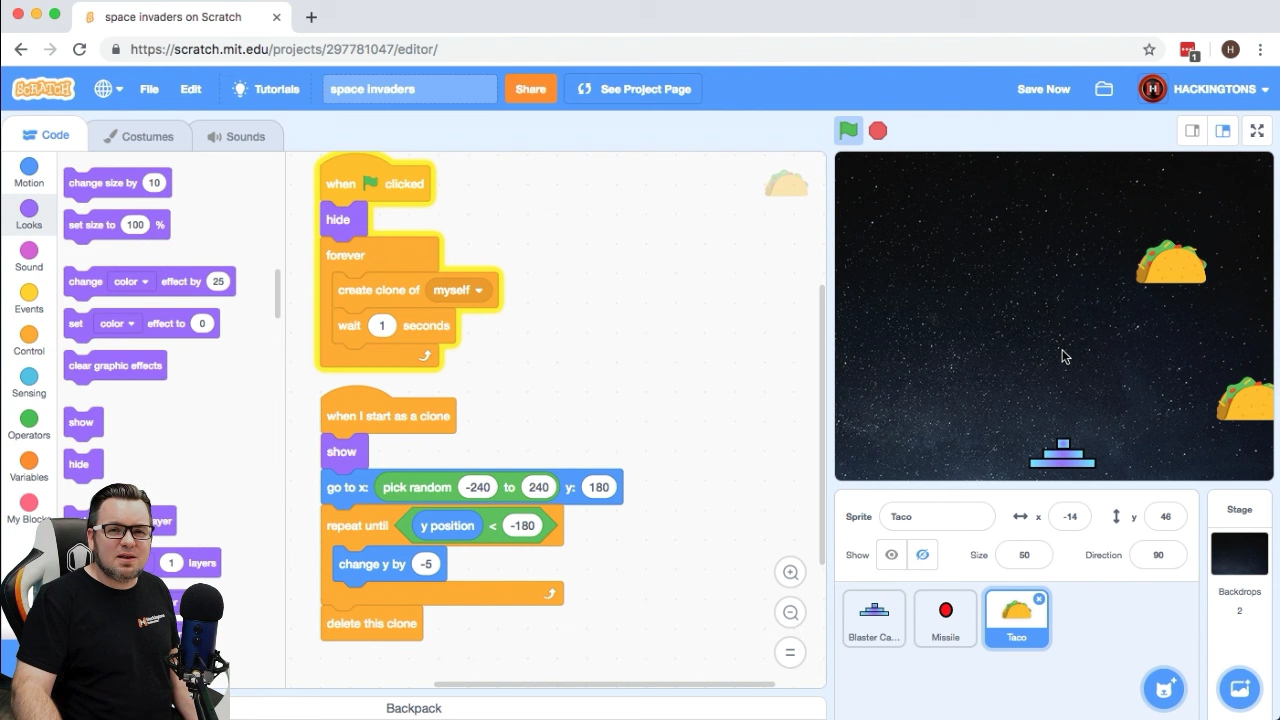 space invaders on Scratch
https://scratch.mit.edu/projects/297781047/editor/
1
H
SCRATCH
File
Edit
Tutorials
space invaders
Share
See Project Page
Save Now
H
HACKINGTONS
Code
Costumes
Sounds
Motion
Looks
Sound
Events
Control
Sensing
Operators
Variables
My Blocks
change size by 10
set size to 100 %
change color effect by 25
set color effect to 0
clear graphic effects
show
hide
1 layers
when clicked
hide
forever
create clone of myself
wait 1 seconds
when I start as a clone
show
go to x: pick random -240 to 240 y: 180
repeat until y position < -180
change y by -5
delete this clone
Backpack
Sprite Taco x -14 y 46
Show Size 50 Direction 90
Blaster Ca...
Missile
Taco
Stage
Backdrops
2